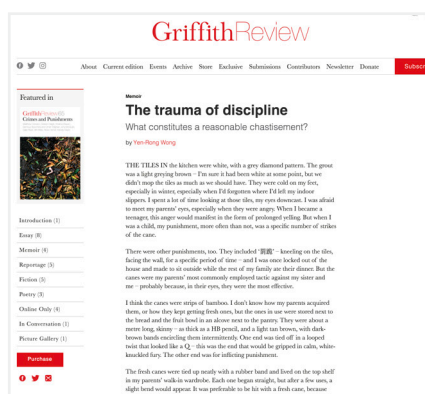 GriffithReview
About Current edition Events Archive Store Exclusive Submissions Contributors Newsletter Donate Subscr
Featured in
GriffithReview65
Crimes and Punishments
Introduction (1)
Essay (8)
Memoir (6)
Reportage (5)
Fiction (5)
Poetry (3)
Online Only (4)
In Conversation (1)
Picture Gallery (1)
Purchase
Memoir
The trauma of discipline
What constitutes a reasonable chastisement?
by Yen-Rong Wong
THE TILES IN the kitchen were white, with a grey diamond pattern. The grout
was a light greying brown – I'm sure it had been white at some point, but we
didn't mop the tiles as much as we should have. They were cold on my feet,
especially in winter, especially when I'd forgotten where I'd left my indoor
slippers. I spent a lot of time looking at those tiles, my eyes downcast. I was afraid
to meet my parents' eyes, especially when they were angry. When I became a
teenager, this anger would manifest in the form of prolonged yelling. But when I
was a child, my punishment, more often than not, was a specific number of strikes
of the cane.
There were other punishments, too. They included – kneeling on the tiles,
facing the wall, for a specific period of time – and I was once locked out of the
house and made to sit outside while the rest of my family ate their dinner. But the
canes were my parents' most commonly employed tactic against my sister and
me – probably because, in their eyes, they were the most effective.
I think the canes were strips of bamboo. I don't know how my parents acquired
them, or how they kept getting fresh ones, but the ones in use were stored next to
the bread and the fruit bowl in an alcove next to the pantry. They were about a
metre long, skinny – as thick as a HB pencil, and a light tan brown, with dark-
brown bands encircling them intermittently. One end was tied off in a looped
twist that looked like a Q – this was the end that would be gripped in calm, white-
knuckled fury. The other end was for inflicting punishment.
The fresh canes were tied up neatly with a rubber band and lived on the top shelf
in my parents' walk-in wardrobe. Each one began straight, but after a few uses, a
slight bend would appear. It was preferable to be hit with a fresh cane, because